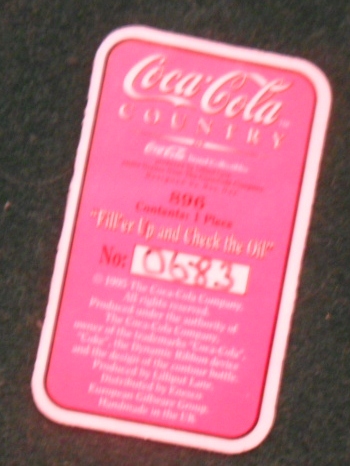 Coca-Cola
COUNTRY
896
Contents: 1 Piece
"Fill'er Up and Check the Oil"
No: 0683
© 1995 The Coca-Cola Company.
All rights reserved.
Produced under the authority of
The Coca-Cola Company,
owner of the trademarks "Coca-Cola",
"Coke", the Dynamic Ribbon device
and the design of the contour bottle.
Produced by Lilliput Lane.
Distributed by Enesco
European Giftware Group.
Handmade in the UK